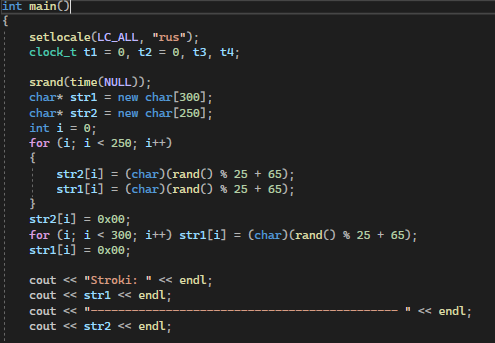 int main()
{
setlocale(LC_ALL, "rus");
clock_t t1 = 0, t2 = 0, t3, t4;
srand(time(NULL));
char* str1 = new char[300];
char* str2 = new char[250];
int i = 0;
for (i; i < 250; i++)
{
str2[i] = (char)(rand() % 25 + 65);
str1[i] = (char)(rand() % 25 + 65);
}
str2[i] = 0x00;
for (i; i < 300; i++) str1[i] = (char)(rand() % 25 + 65);
str1[i] = 0x00;
cout << "Stroki: " << endl;
cout << str1 << endl;
cout << "--------------------------------------------- " << endl;
cout << str2 << endl;